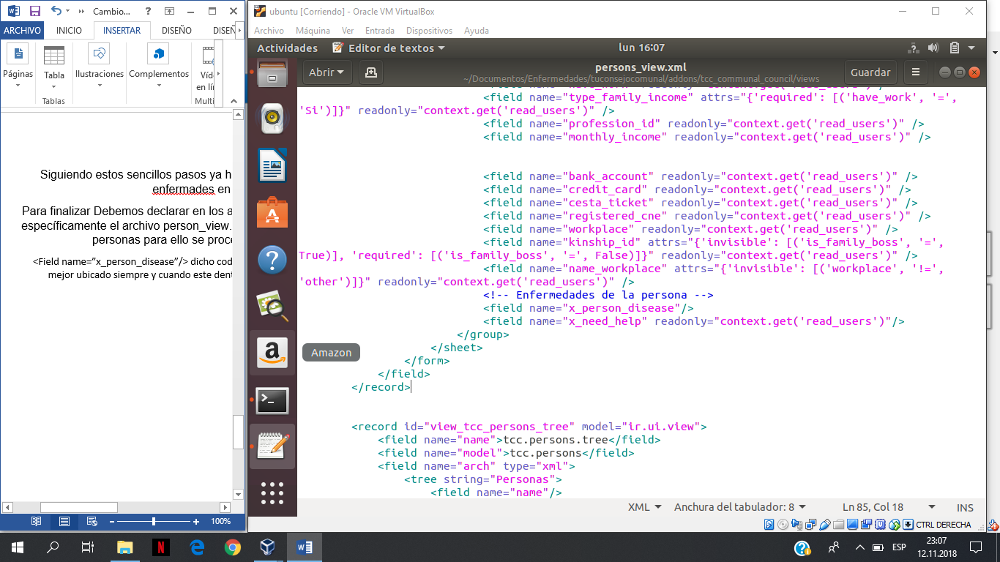 Cambio...
ARCHIVO INICIO INSERTAR DISEÑO DISEÑ
Páginas
Tabla
Ilustraciones
Complementos
Víd
en lí
Tablas
Multi
Siguiendo estos sencillos pasos ya h
enfermades en
Para finalizar Debemos declarar en los a
específicamente el archivo person_view.
personas para ello se proce
<Field name=”x_person_disease”/> dicho cod
mejor ubicado siempre y cuando este dent
100%
ubuntu [Corriendo] - Oracle VM VirtualBox
Archivo Máquina Ver Entrada Dispositivos Ayuda
Actividades Editor de textos lun 16:07
Abrir
persons_view.xml
~/Documentos/Enfermedades/tuconsejocomunal/addons/tcc_communal_council/views
Guardar
<field name="type_family_income" attrs="{'required': [('have_work', '=',
'Si')]}" readonly="context.get('read_users')" />
<field name="profession_id" readonly="context.get('read_users')" />
<field name="monthly_income" readonly="context.get('read_users')" />
<field name="bank_account" readonly="context.get('read_users')" />
<field name="credit_card" readonly="context.get('read_users')" />
<field name="cesta_ticket" readonly="context.get('read_users')" />
<field name="registered_cne" readonly="context.get('read_users')" />
<field name="workplace" readonly="context.get('read_users')" />
<field name="kinship_id" attrs="{'invisible': [('is_family_boss', '=',
True)], 'required': [('is_family_boss', '=', False)]}" readonly="context.get('read_users')" />
<field name="name_workplace" attrs="{'invisible': [('workplace', '!=',
'other')]}" readonly="context.get('read_users')" />
<!-- Enfermedades de la persona -->
<field name="x_person_disease"/>
<field name="x_need_help" readonly="context.get('read_users')"/>
</group>
</sheet>
</form>
</field>
</record>
<record id="view_tcc_persons_tree" model="ir.ui.view">
<field name="name">tcc.persons.tree</field>
<field name="model">tcc.persons</field>
<field name="arch" type="xml">
<tree string="Personas">
<field name="name"/>
Amazon
XML Anchura del tabulador: 8 Ln 85, Col 18 INS
CTRL DERECHA
ESP
23:07
12.11.2018